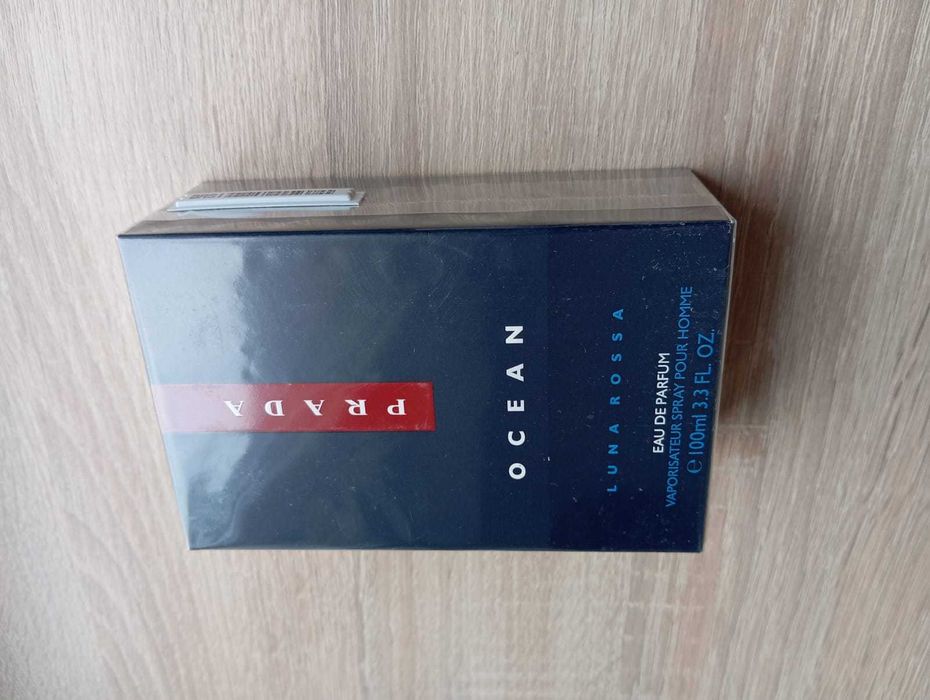 PRADA
OCEAN
LUNA ROSSA
EAU DE PARFUM
VAPORISATEUR SPRAY POUR HOMME
℮ 100ml 3.3 FL. OZ.